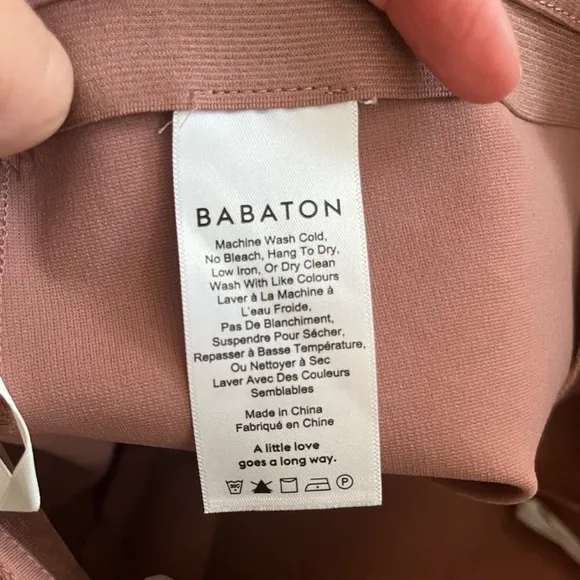 BABATON
Machine Wash Cold,
No Bleach, Hang To Dry,
Low Iron, Or Dry Clean
Wash With Like Colours
Laver à La Machine à
L'eau Froide,
Pas De Blanchiment,
Suspendre Pour Sécher,
Repasser à Basse Température,
Ou Nettoyer à Sec
Laver Avec Des Couleurs
Semblables
Made in China
Fabriqué en Chine
A little love
goes a long way.
30C P